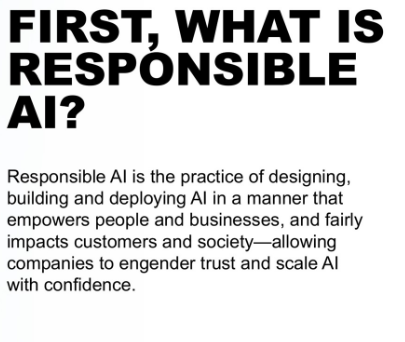 FIRST, WHAT IS
RESPONSIBLE
AI?
Responsible AI is the practice of designing,
building and deploying AI in a manner that
empowers people and businesses, and fairly
impacts customers and society—allowing
companies to engender trust and scale AI
with confidence.